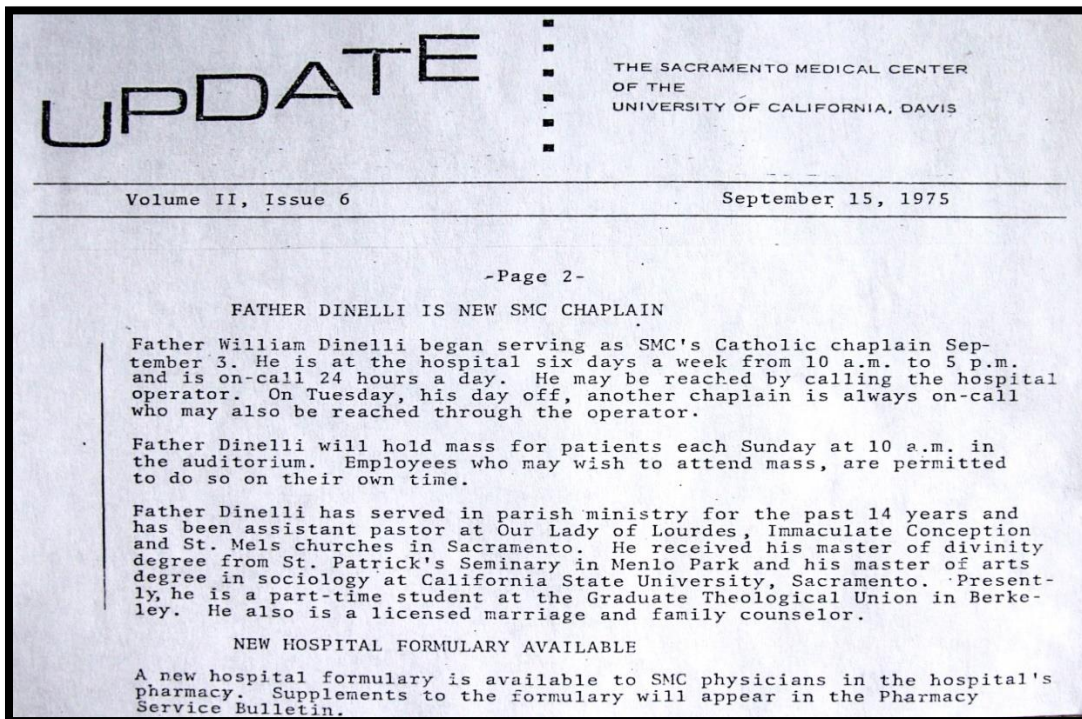 UPDATE
THE SACRAMENTO MEDICAL CENTER
OF THE
UNIVERSITY OF CALIFORNIA, DAVIS
Volume II, Issue 6 September 15, 1975
-Page 2-
FATHER DINELLI IS NEW SMC CHAPLAIN
Father William Dinelli began serving as SMC's Catholic chaplain Sep-
tember 3. He is at the hospital six days a week from 10 a.m. to 5 p.m.
and is on-call 24 hours a day. He may be reached by calling the hospital
operator. On Tuesday, his day off, another chaplain is always on-call
who may also be reached through the operator.
Father Dinelli will hold mass for patients each Sunday at 10 a.m. in
the auditorium. Employees who may wish to attend mass, are permitted
to do so on their own time.
Father Dinelli has served in parish ministry for the past 14 years and
has been assistant pastor at Our Lady of Lourdes, Immaculate Conception
and St. Mels churches in Sacramento. He received his master of divinity
degree from St. Patrick's Seminary in Menlo Park and his master of arts
degree in sociology at California State University, Sacramento. Present-
ly, he is a part-time student at the Graduate Theological Union in Berke-
ley. He also is a licensed marriage and family counselor.
NEW HOSPITAL FORMULARY AVAILABLE
A new hospital formulary is available to SMC physicians in the hospital's
pharmacy. Supplements to the formulary will appear in the Pharmacy
Service Bulletin.